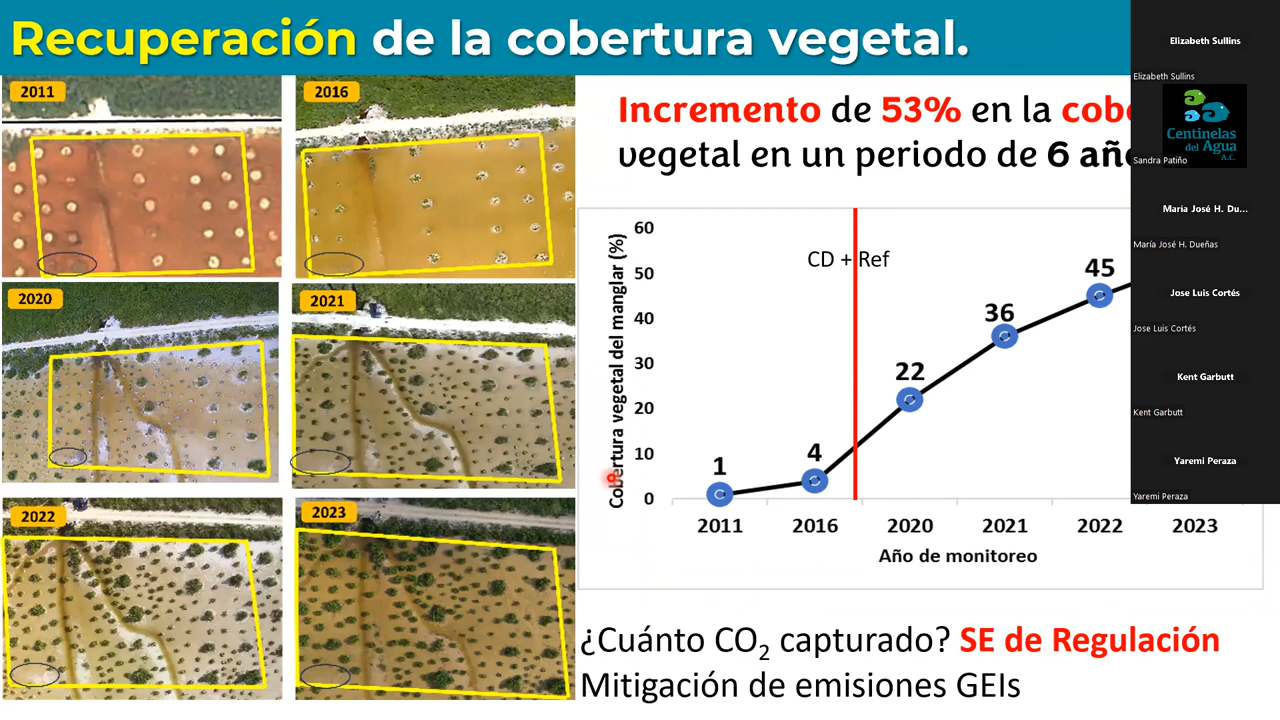 Recuperación de la cobertura vegetal.
2011
2016
2020
2021
2022
2023
Incremento de 53% en la
vegetal en un periodo de 6
Cobertura vegetal del manglar (%)
60
50
40
30
20
10
0
CD + Ref
1
4
22
36
45
2011 2016 2020 2021 2022 2023
Año de monitoreo
¿Cuánto CO₂ capturado? SE de Regulación
Mitigación de emisiones GEIs
Elizabeth Sullins
Elizabeth Sullins
Centinelas
del Agua
A.C.
Sandra Patiño
María José H. Du...
María José H. Dueñas
Jose Luis Cortés
Jose Luis Cortés
Kent Garbutt
Kent Garbutt
Yaremi Peraza
Yaremi Peraza